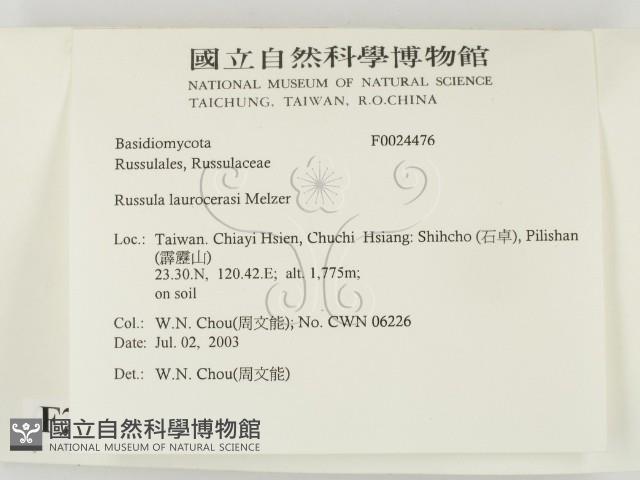 國立自然科學博物館
NATIONAL MUSEUM OF NATURAL SCIENCE
TAICHUNG, TAIWAN, R.O.CHINA
Basidiomycota F0024476
Russulales, Russulaceae
Russula laurocerasi Melzer
Loc.: Taiwan. Chiayi Hsien, Chuchi Hsiang: Shihcho (石卓), Pilishan
(霹靂山)
23.30.N, 120.42.E; alt. 1,775m;
on soil
Col.: W.N. Chou(周文能); No. CWN 06226
Date: Jul. 02, 2003
Det.: W.N. Chou(周文能)
國立自然科學博物館
NATIONAL MUSEUM OF NATURAL SCIENCE